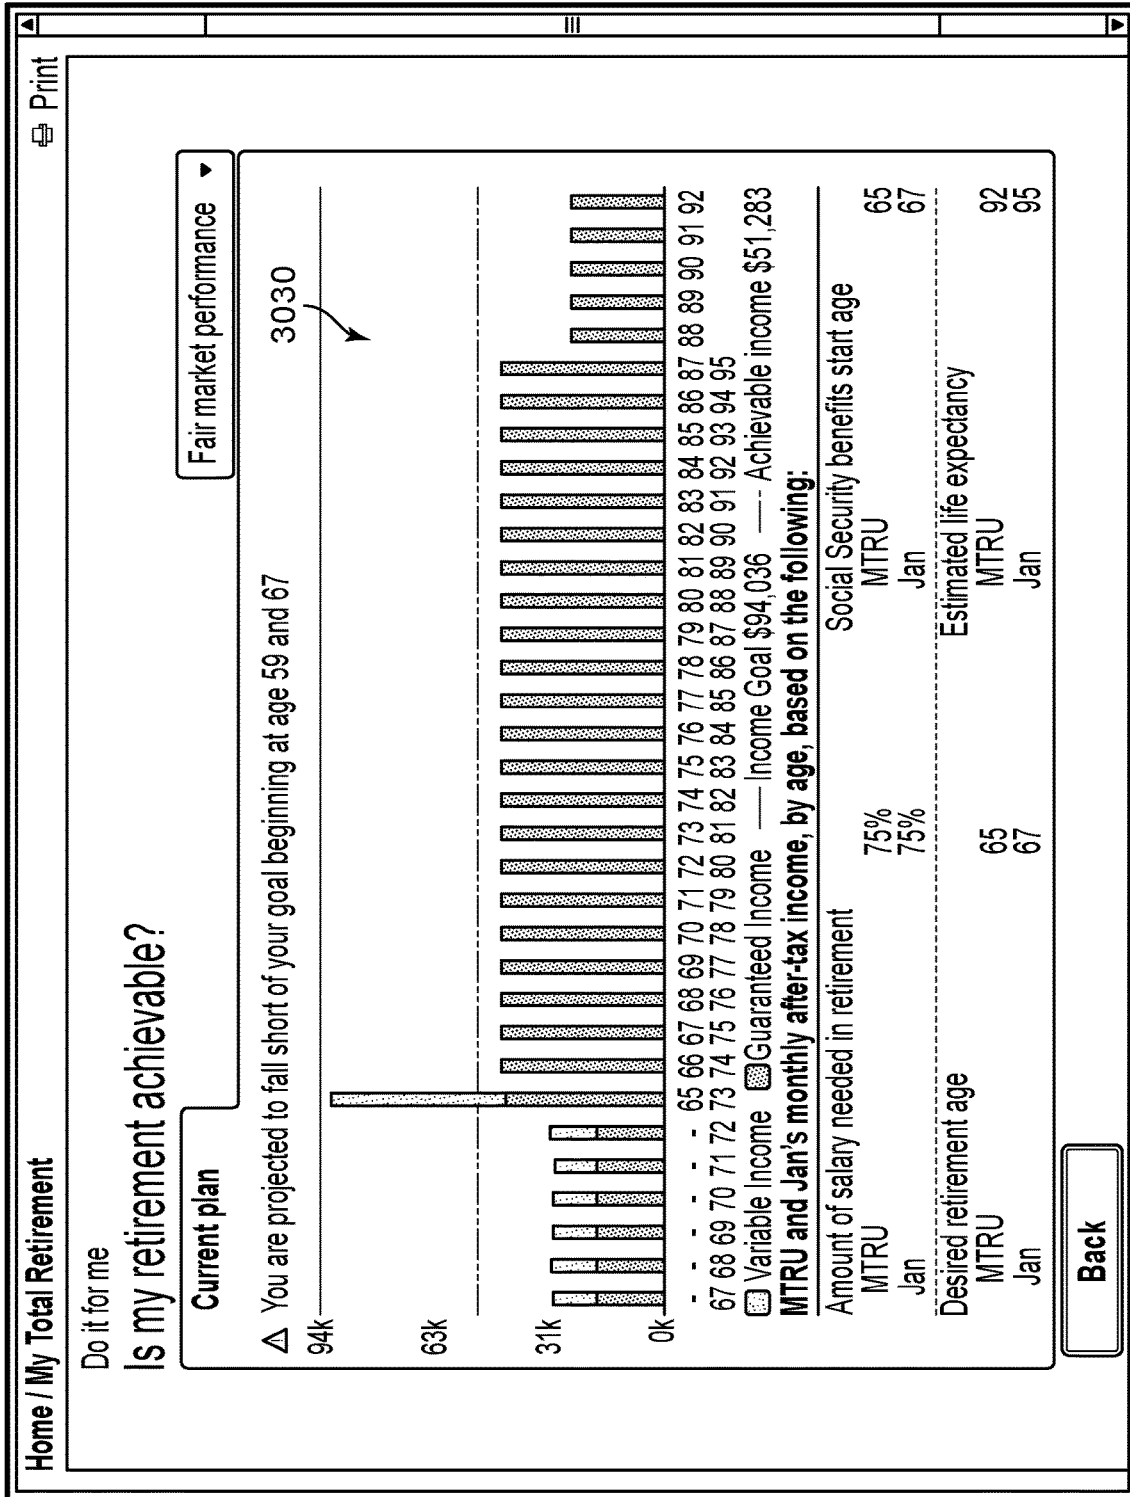 Home / My Total Retirement
Print
Do it for me
Is my retirement achievable?
Current plan
Fair market performance
You are projected to fall short of your goal beginning at age 59 and 67
3030
94k
63k
31k
0k
- - - - - - 65 66 67 68 69 70 71 72 73 74 75 76 77 78 79 80 81 82 83 84 85 86 87 88 89 90 91 92
67 68 69 70 71 72 73 74 75 76 77 78 79 80 81 82 83 84 85 86 87 88 89 90 91 92 93 94 95
Variable Income Guaranteed Income Income Goal $94,036 Achievable income $51,283
MTRU and Jan's monthly after-tax income, by age, based on the following:
Amount of salary needed in retirement
MTRU 75%
Jan 75%
Social Security benefits start age
MTRU 65
Jan 67
Desired retirement age
MTRU 65
Jan 67
Estimated life expectancy
MTRU 92
Jan 95
Back